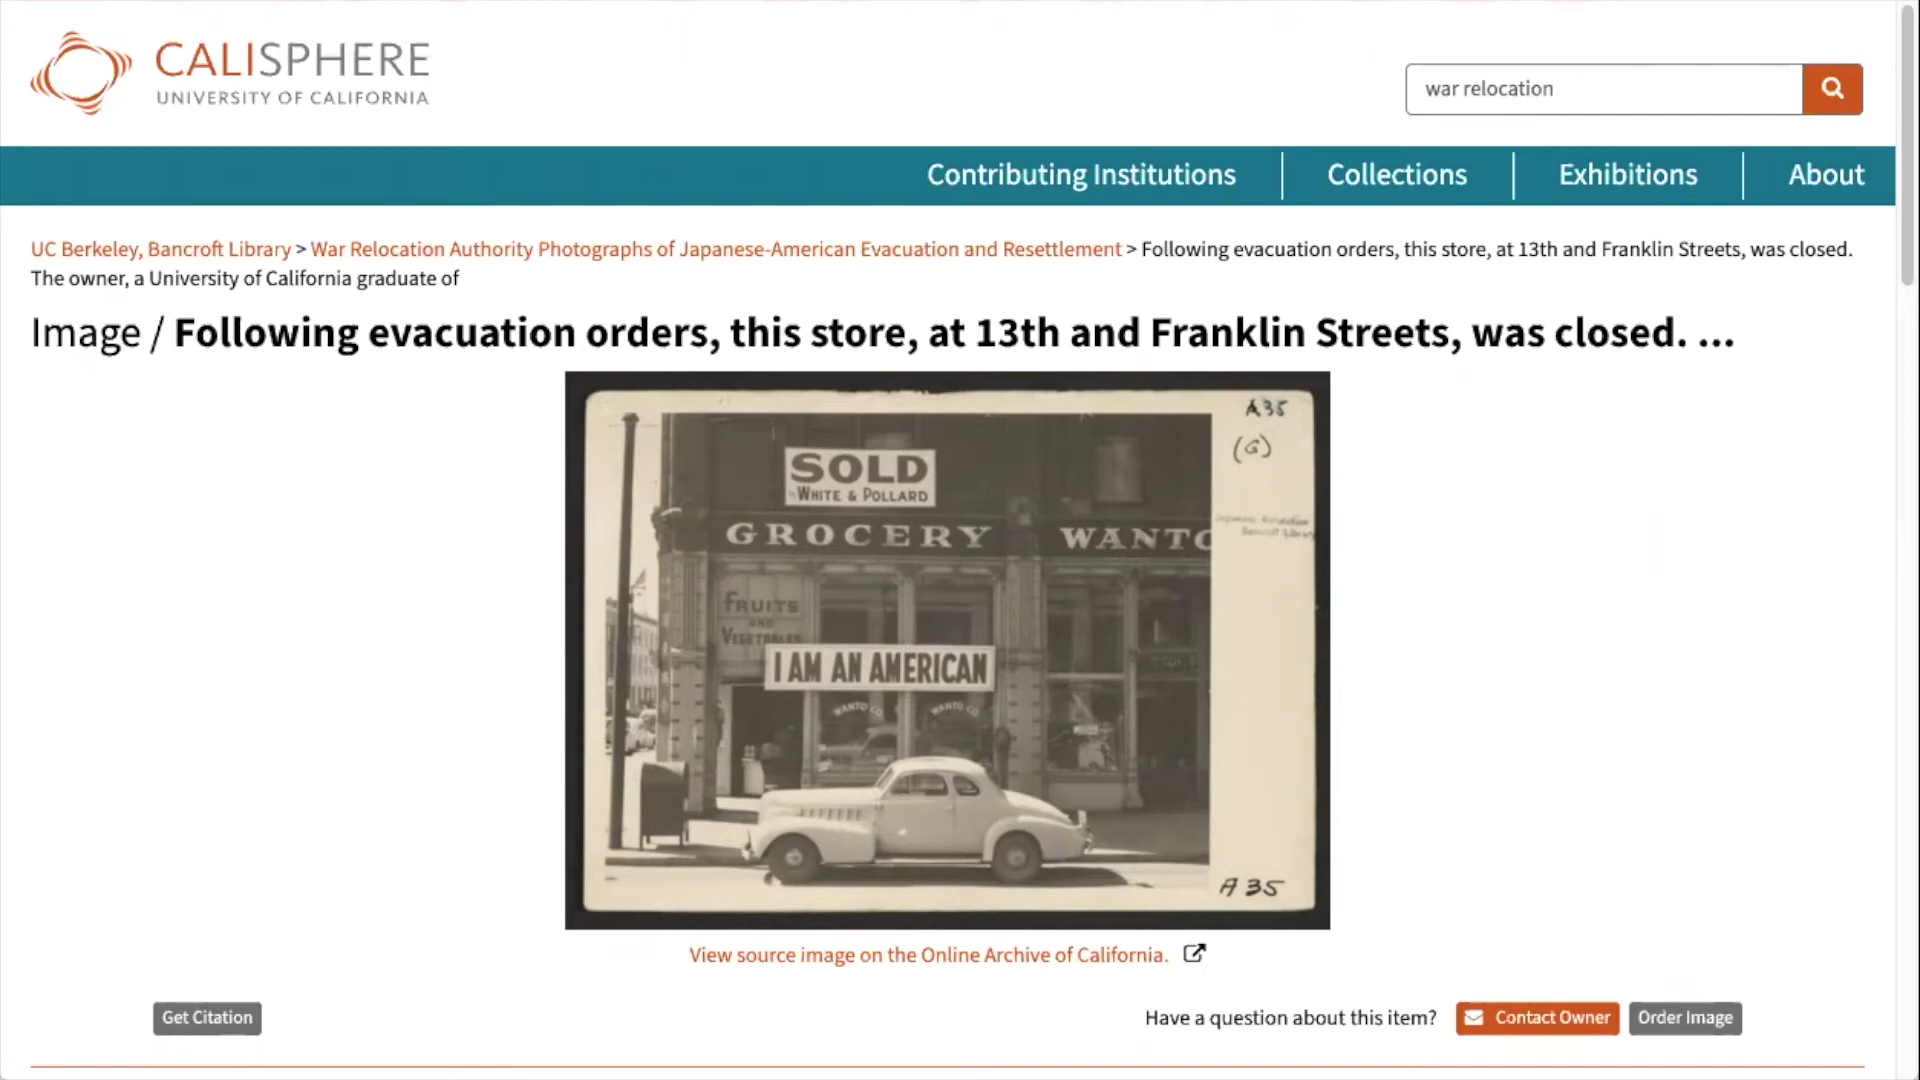 CALISPHERE
UNIVERSITY OF CALIFORNIA
war relocation
Contributing Institutions
Collections
Exhibitions
About
UC Berkeley, Bancroft Library > War Relocation Authority Photographs of Japanese-American Evacuation and Resettlement > Following evacuation orders, this store, at 13th and Franklin Streets, was closed.
The owner, a University of California graduate of
Image / Following evacuation orders, this store, at 13th and Franklin Streets, was closed. ...
A35
(G)
SOLD
BY WHITE & POLLARD
GROCERY WANTO
FRUITS
AND
VEGETABLES
I AM AN AMERICAN
WANTO CO. WANTO CO.
A 35
View source image on the Online Archive of California.
Get Citation
Have a question about this item?
Contact Owner
Order Image